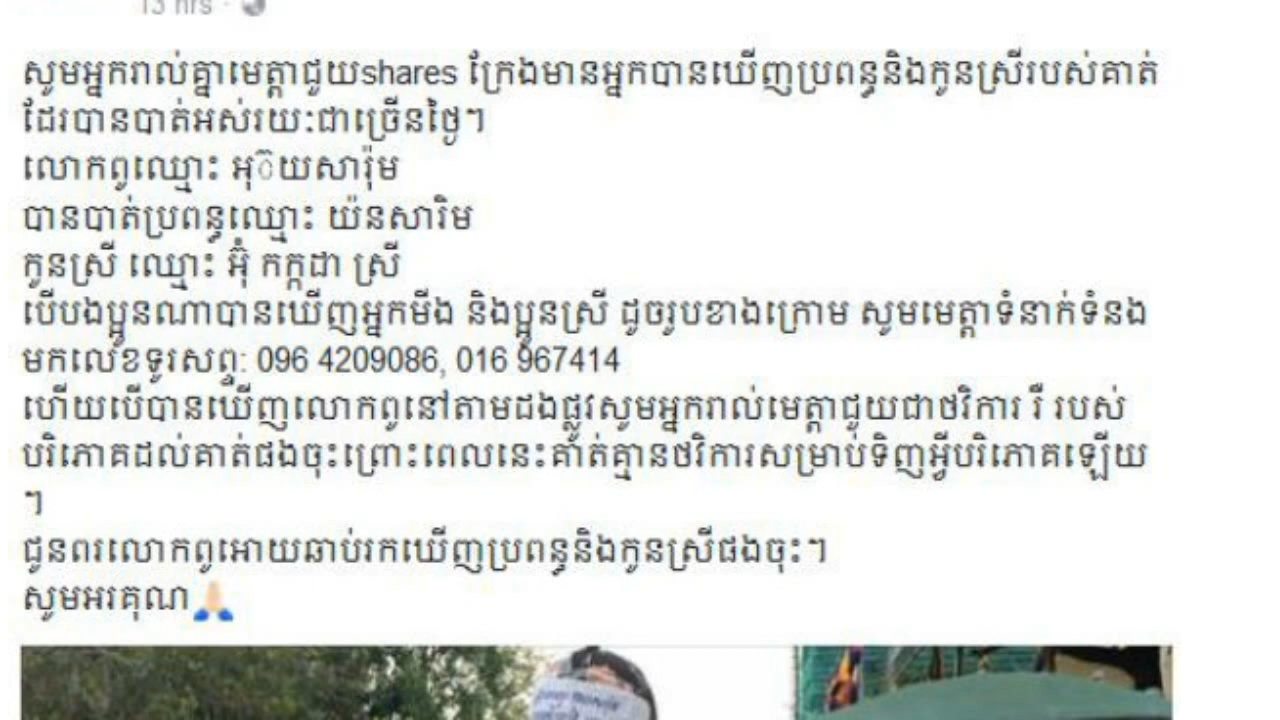 13 hrs ·
សូមអ្នករាល់គ្នាមេត្តាជួយshares ក្រែងមានអ្នកបានឃើញប្រពន្ធនិងកូនស្រីរបស់គាត់
ដែរបានបាត់អស់រយៈជាច្រើនថ្ងៃៗ
លោកពូឈ្មោះ អុ៊យសារ៉ុម
បានបាត់ប្រពន្ធឈ្មោះ យ៉នសារិម
កូនស្រី ឈ្មោះ អ៊ុំ កក្កដា ស្រី
បើបងប្អូនណាបានឃើញអ្នកមីង និងប្អូនស្រី ដូចរូបខាងក្រោម សូមមេត្តាទំនាក់ទំនង
មកលេខទូរសព្ទ: 096 4209086, 016 967414
ហើយបើបានឃើញលោកពូនៅតាមដងផ្លូវសូមអ្នករាល់មេត្តាជួយជាថវិការ រឺ របស់
បរិភោគដល់គាត់ផងចុះព្រោះពេលនេះគាត់គ្មានថវិការសម្រាប់ទិញអ្វីបរិភោគឡើយ
ៗ
ជូនពរលោកពូអោយឆាប់រកឃើញប្រពន្ធនិងកូនស្រីផងចុះៗ
សូមអរគុណ🙏🏻